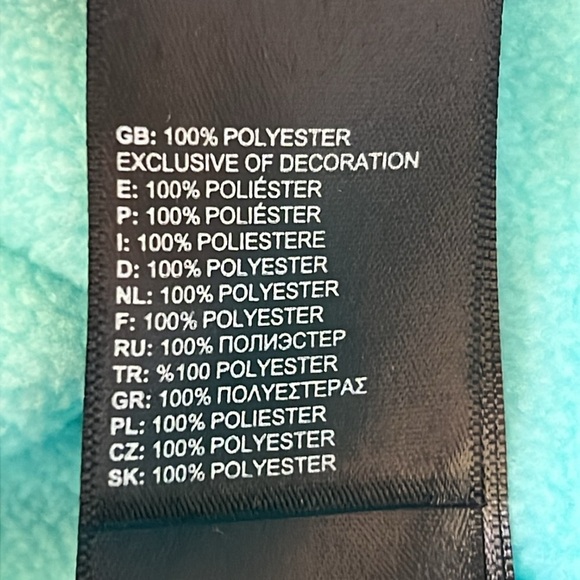 GB: 100% POLYESTER
EXCLUSIVE OF DECORATION
E: 100% POLIÉSTER
P: 100% POLIÉSTER
I: 100% POLIESTERE
D: 100% POLYESTER
NL: 100% POLYESTER
F: 100% POLYESTER
RU: 100% ПОЛИЭСТЕР
TR: %100 POLYESTER
GR: 100% ΠΟΛΥΕΣΤΕΡΑΣ
PL: 100% POLIESTER
CZ: 100% POLYESTER
SK: 100% POLYESTER